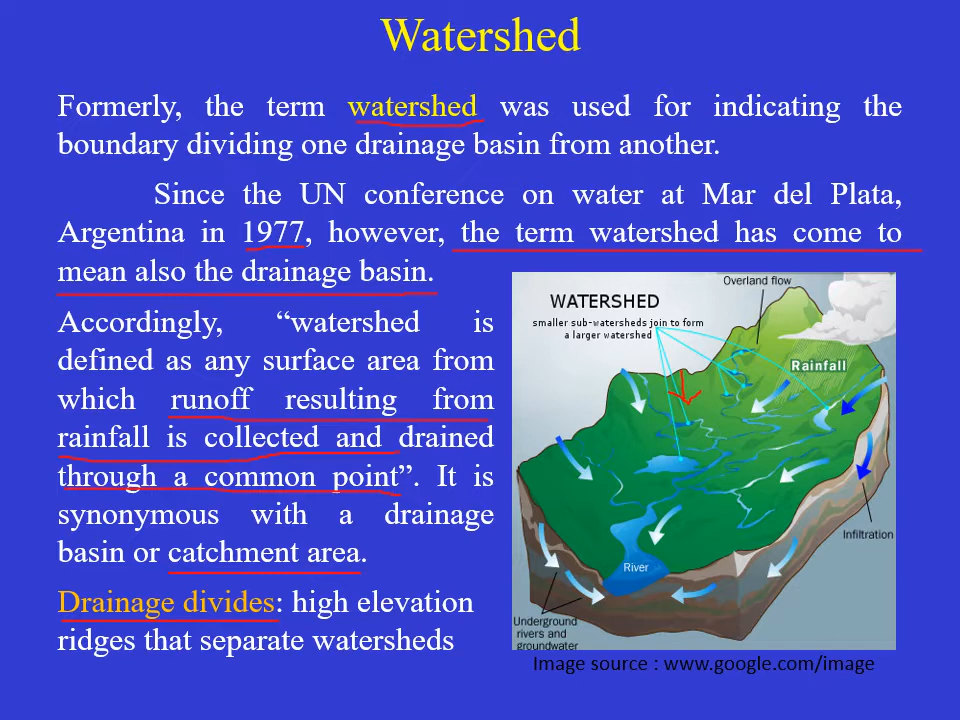 Watershed
Formerly, the term watershed was used for indicating the
boundary dividing one drainage basin from another.
Since the UN conference on water at Mar del Plata,
Argentina in 1977, however, the term watershed has come to
mean also the drainage basin.
Accordingly, “watershed is
defined as any surface area from
which runoff resulting from
rainfall is collected and drained
through a common point”. It is
synonymous with a drainage
basin or catchment area.
Drainage divides: high elevation
ridges that separate watersheds
Overland flow
WATERSHED
smaller sub-watersheds join to form
a larger watershed
Rainfall
Infiltration
River
Underground
rivers and
groundwater
Image source : www.google.com/image